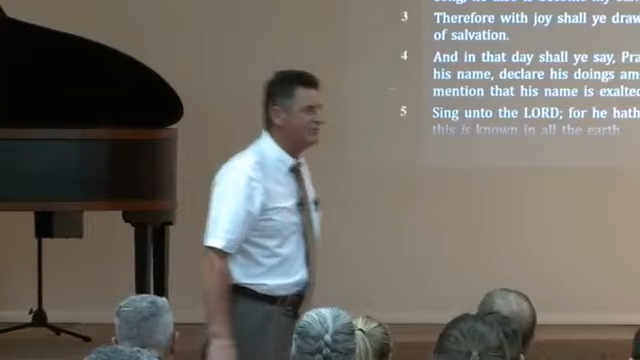 3 Therefore with joy shall ye draw
of salvation.
4 And in that day shall ye say,
his name, declare his doings
mention that his name is exalted
5 Sing unto the LORD; for he hath
this is known in all the earth.